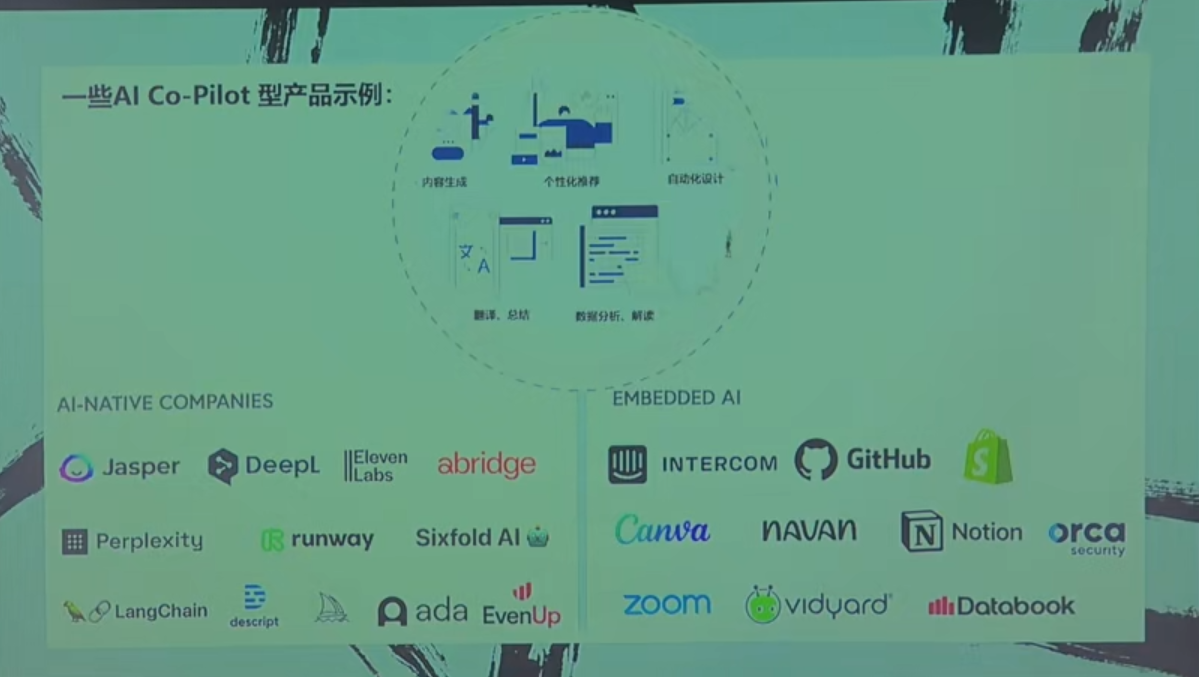 一些AI Co-Pilot 型产品示例：
内容生成
个性化推荐
自动化设计
文
A
翻译、总结
数据分析、解读
AI-NATIVE COMPANIES
Jasper
DeepL
Eleven
Labs
abridge
Perplexity
runway
Sixfold AI
LangChain
descript
ada
EvenUp
EMBEDDED AI
INTERCOM
GitHub
S
Canva
NAVAN
N
Notion
orca
security
zoom
vidyard
Databook